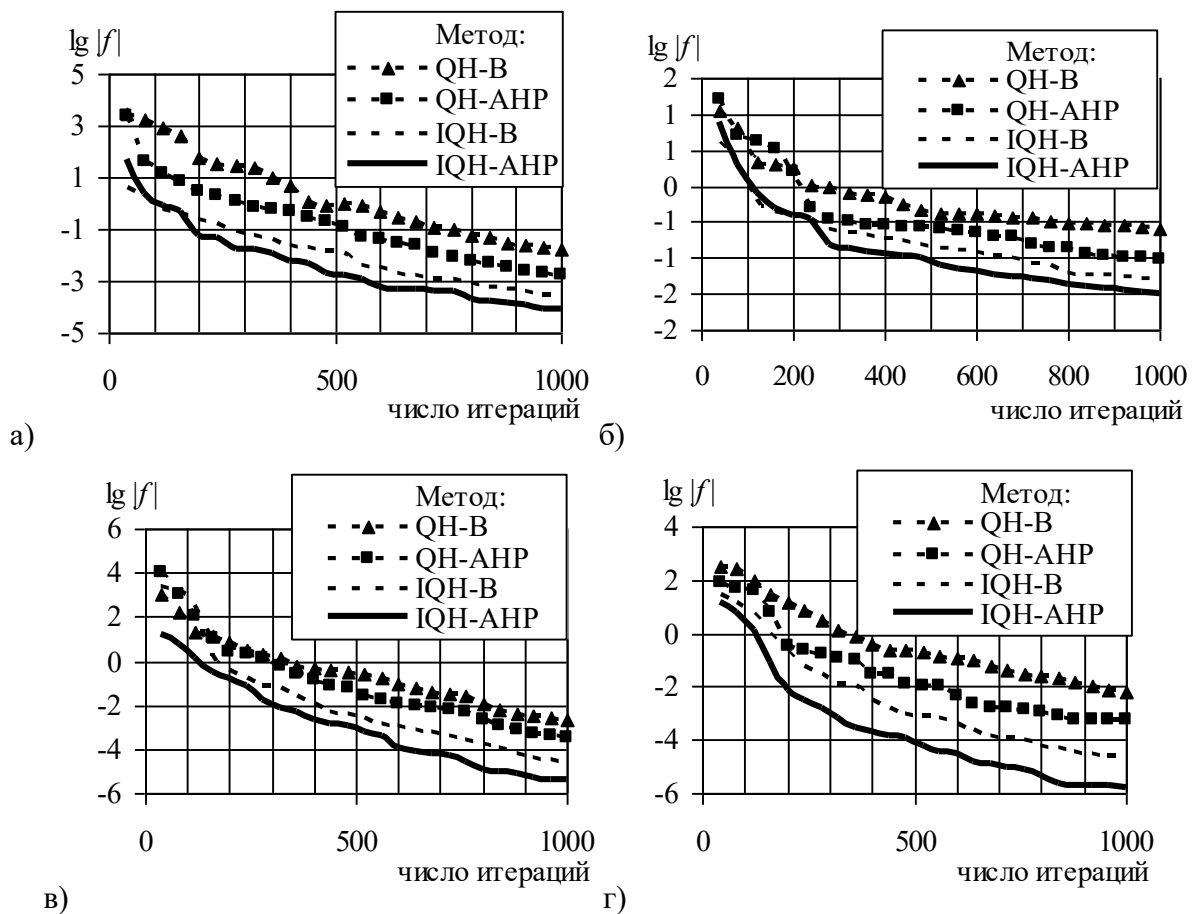 lg |f|
Метод:
QH-B
QH-AHP
IQH-B
IQH-AHP
5
3
1
-1
-3
-5
0 500 1000
число итераций
а)
lg |f|
Метод:
QH-B
QH-AHP
IQH-B
IQH-AHP
2
1
1
0
-1
-1
-2
-2
0 200 400 600 800 1000
число итераций
б)
lg |f|
Метод:
QH-B
QH-AHP
IQH-B
IQH-AHP
6
4
2
0
-2
-4
-6
0 500 1000
число итераций
в)
lg |f|
Метод:
QH-B
QH-AHP
IQH-B
IQH-AHP
4
2
0
-2
-4
-6
0 500 1000
число итераций
г)